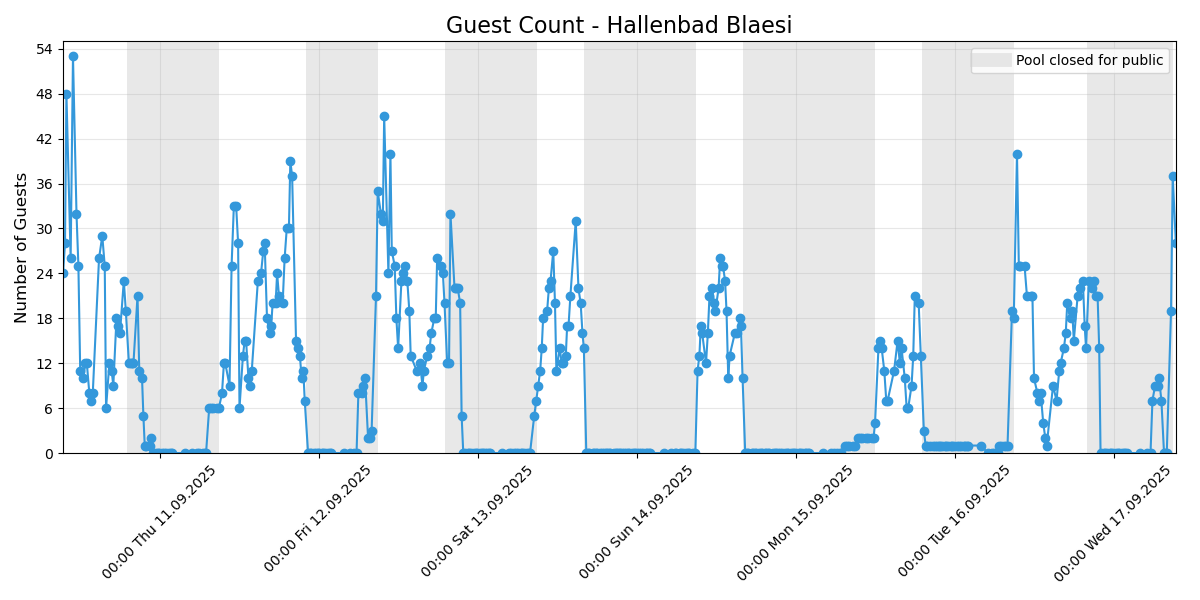 Guest Count - Hallenbad Blaesi
Pool closed for public
Number of Guests
54
48
42
36
30
24
18
12
6
0
00:00 Thu 11.09.2025
00:00 Fri 12.09.2025
00:00 Sat 13.09.2025
00:00 Sun 14.09.2025
00:00 Mon 15.09.2025
00:00 Tue 16.09.2025
00:00 Wed 17.09.2025